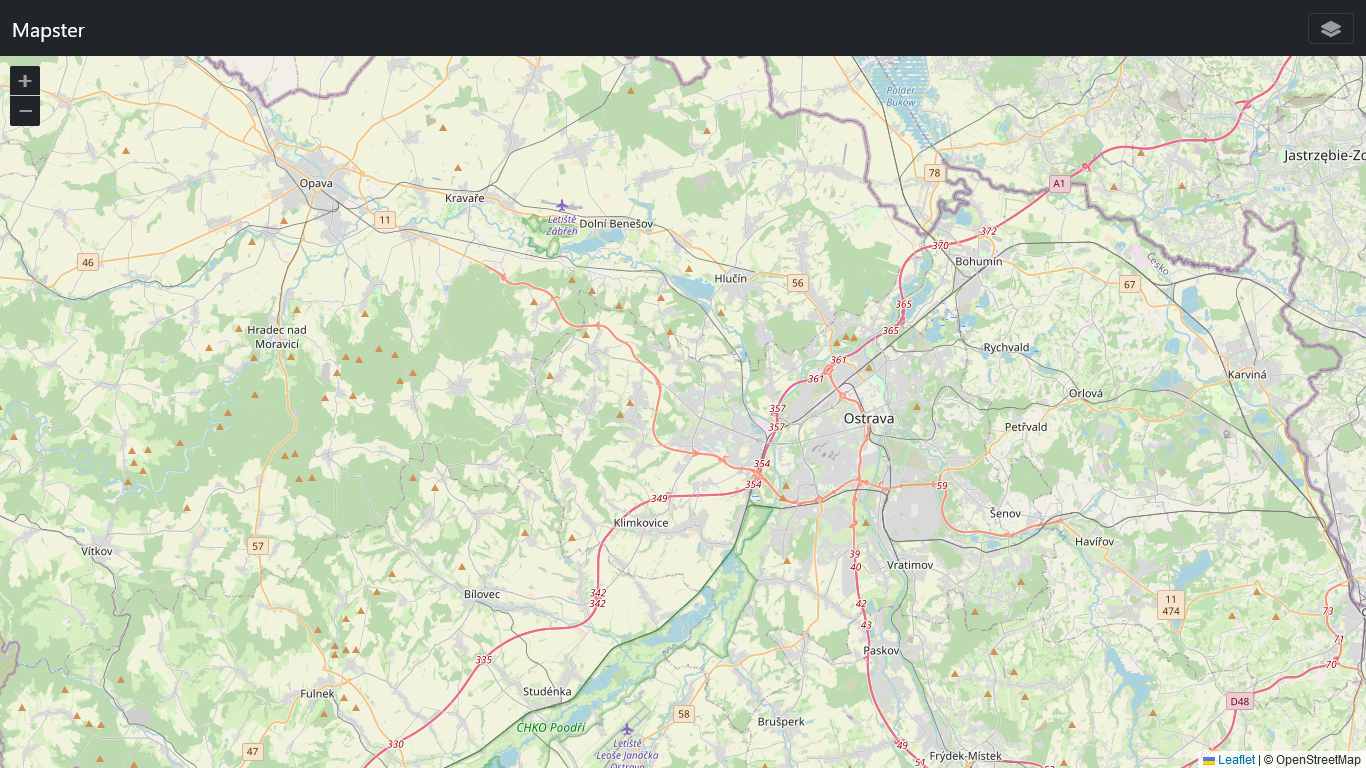 Mapster
+
−
Polder
Buków
Jastrzębie-Zd
78
A1
Opava
Kravaře
11
Letiště
Zábřeh
Dolní Benešov
372
370
Bohumín
Česko
46
Hlučín
56
67
365
365
Hradec nad
Moravicí
Rychvald
361
361
Karviná
Orlová
357
357
Ostrava
Petřvald
354
354
59
349
Klimkovice
Šenov
Havířov
57
Vítkov
39
40
Vratimov
Bílovec
342
342
42
43
11
474
73
71
70
Paskov
335
Fulnek
Studénka
D48
58
Brušperk
CHKO Poodří
Letiště
Leoše Janáčka
Ostrava
330
47
49
51
Frýdek-Místek
Leaflet | © OpenStreetMap